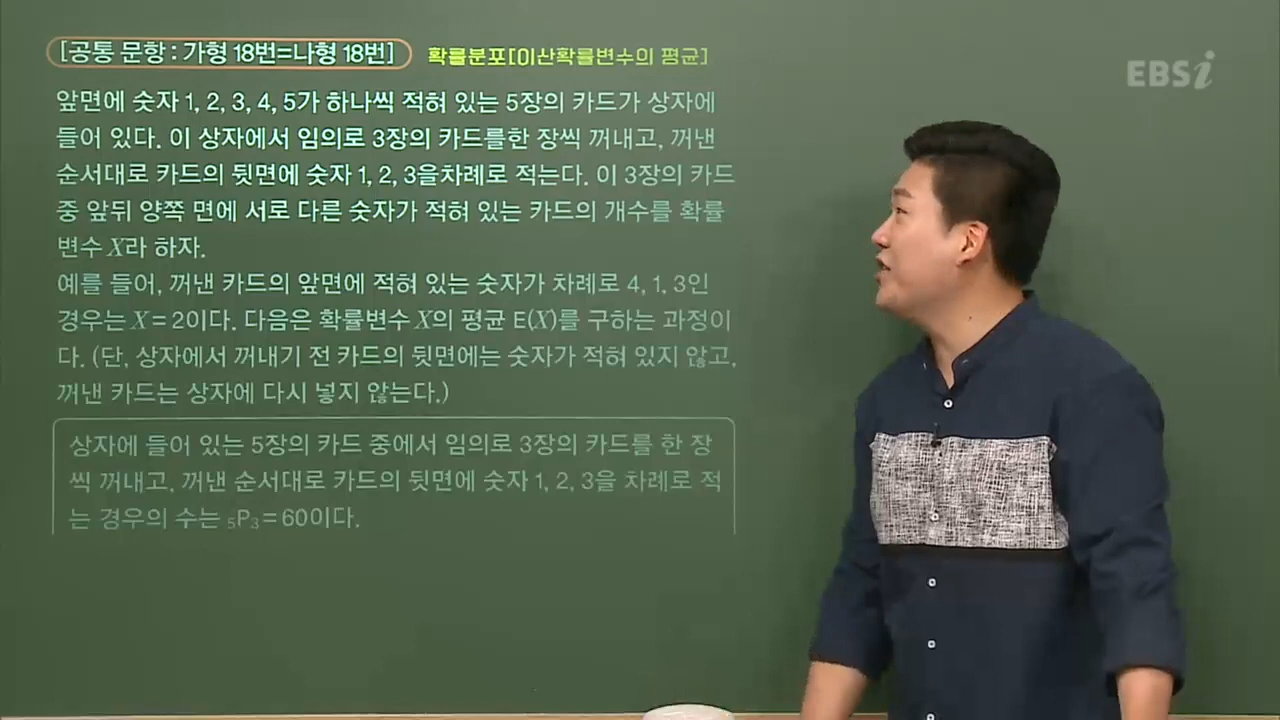 [공통 문항 : 가형 18번=나형 18번] 확률분포[이산확률변수의 평균]
EBSi
앞면에 숫자 1, 2, 3, 4, 5가 하나씩 적혀 있는 5장의 카드가 상자에
들어 있다. 이 상자에서 임의로 3장의 카드를한 장씩 꺼내고, 꺼낸
순서대로 카드의 뒷면에 숫자 1, 2, 3을차례로 적는다. 이 3장의 카드
중 앞뒤 양쪽 면에 서로 다른 숫자가 적혀 있는 카드의 개수를 확률
변수 X라 하자.
예를 들어, 꺼낸 카드의 앞면에 적혀 있는 숫자가 차례로 4, 1, 3인
경우는 X = 2이다. 다음은 확률변수 X의 평균 E(X)를 구하는 과정이
다. (단, 상자에서 꺼내기 전 카드의 뒷면에는 숫자가 적혀 있지 않고,
꺼낸 카드는 상자에 다시 넣지 않는다.)
상자에 들어 있는 5장의 카드 중에서 임의로 3장의 카드를 한 장
씩 꺼내고, 꺼낸 순서대로 카드의 뒷면에 숫자 1, 2, 3을 차례로 적
는 경우의 수는 ₅P₃ = 60이다.